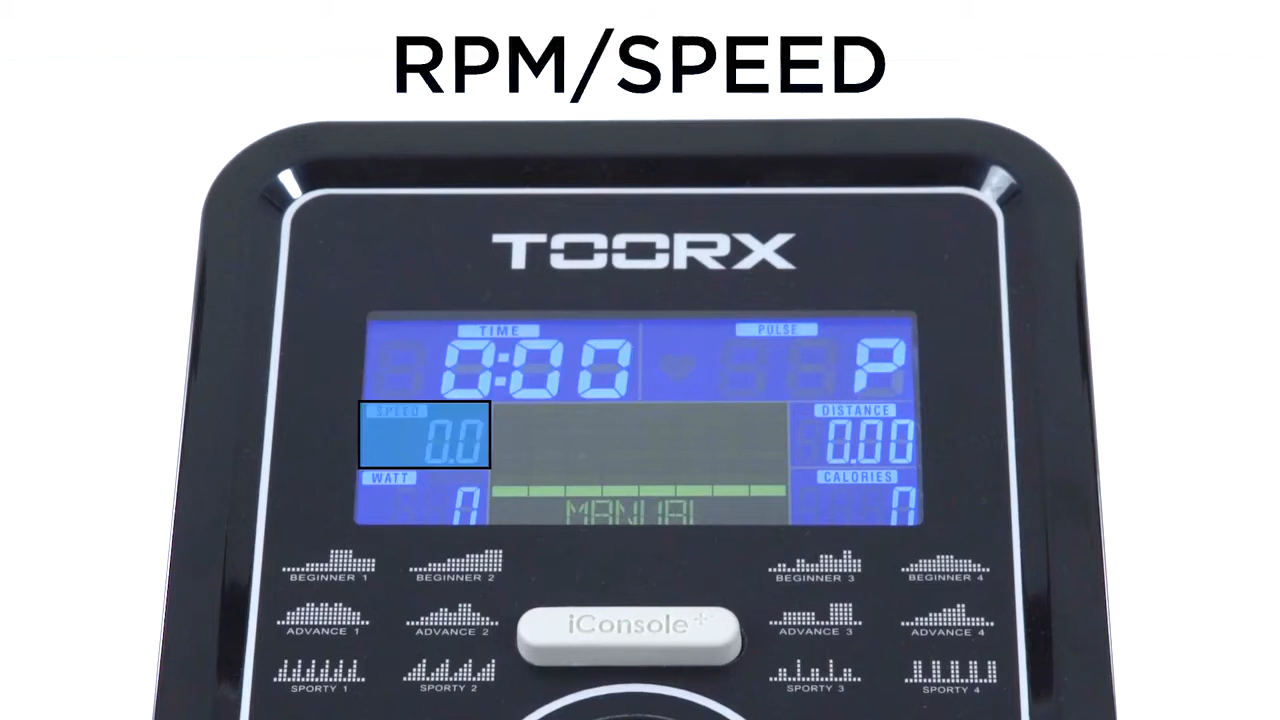 RPM/SPEED
TOORX
TIME
PULSE
0:00
P
SPEED
DISTANCE
0.0
0.00
WATT
CALORIES
0
0
MANUAL
BEGINNER 1
BEGINNER 2
BEGINNER 3
BEGINNER 4
iConsole+
ADVANCE 1
ADVANCE 2
ADVANCE 3
ADVANCE 4
SPORTY 1
SPORTY 2
SPORTY 3
SPORTY 4